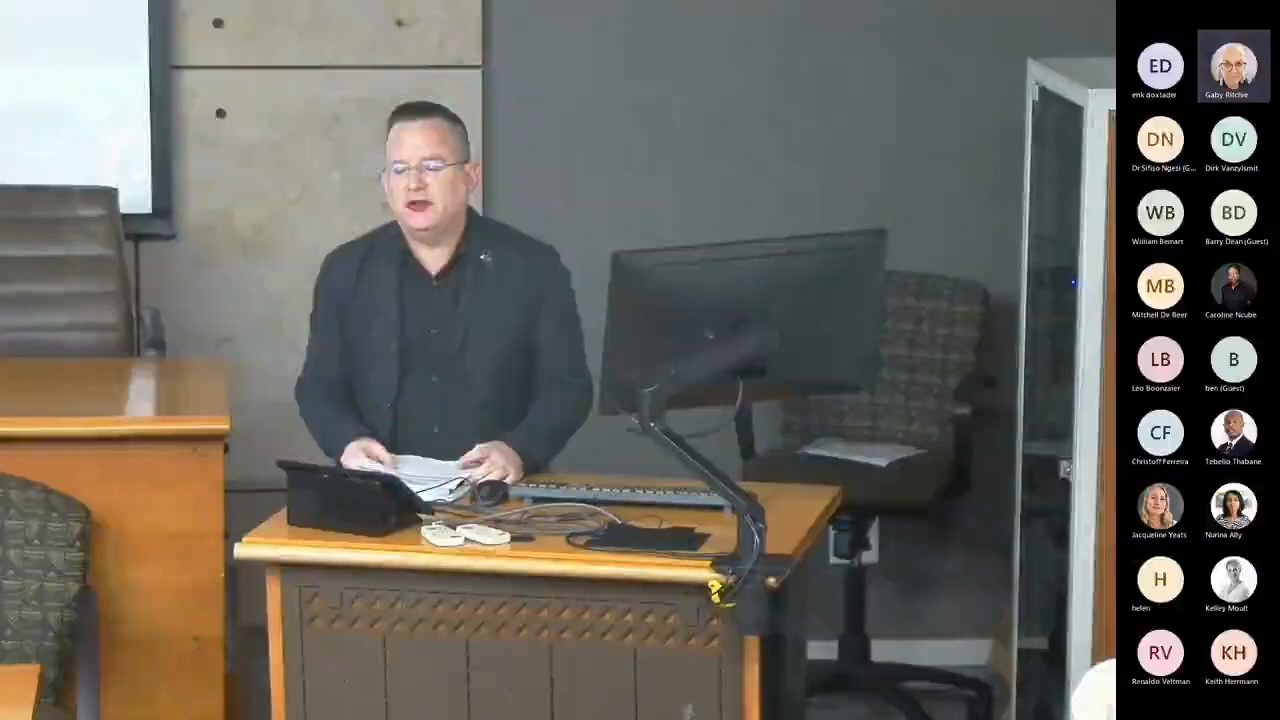 ED
erik doxtader
Gaby Ritchie
DN
Dr Sifiso Ngesi (G...
DV
Dirk Vanzylsmit
WB
William Beinart
BD
Barry Dean (Guest)
MB
Mitchell De Beer
Caroline Ncube
LB
Leo Boonzaier
B
ben (Guest)
CF
Christoff Ferreira
Tebello Thabane
Jacqueline Yeats
Nurina Ally
H
helen
Kelley Moult
RV
Renaldo Veltman
KH
Keith Herrmann